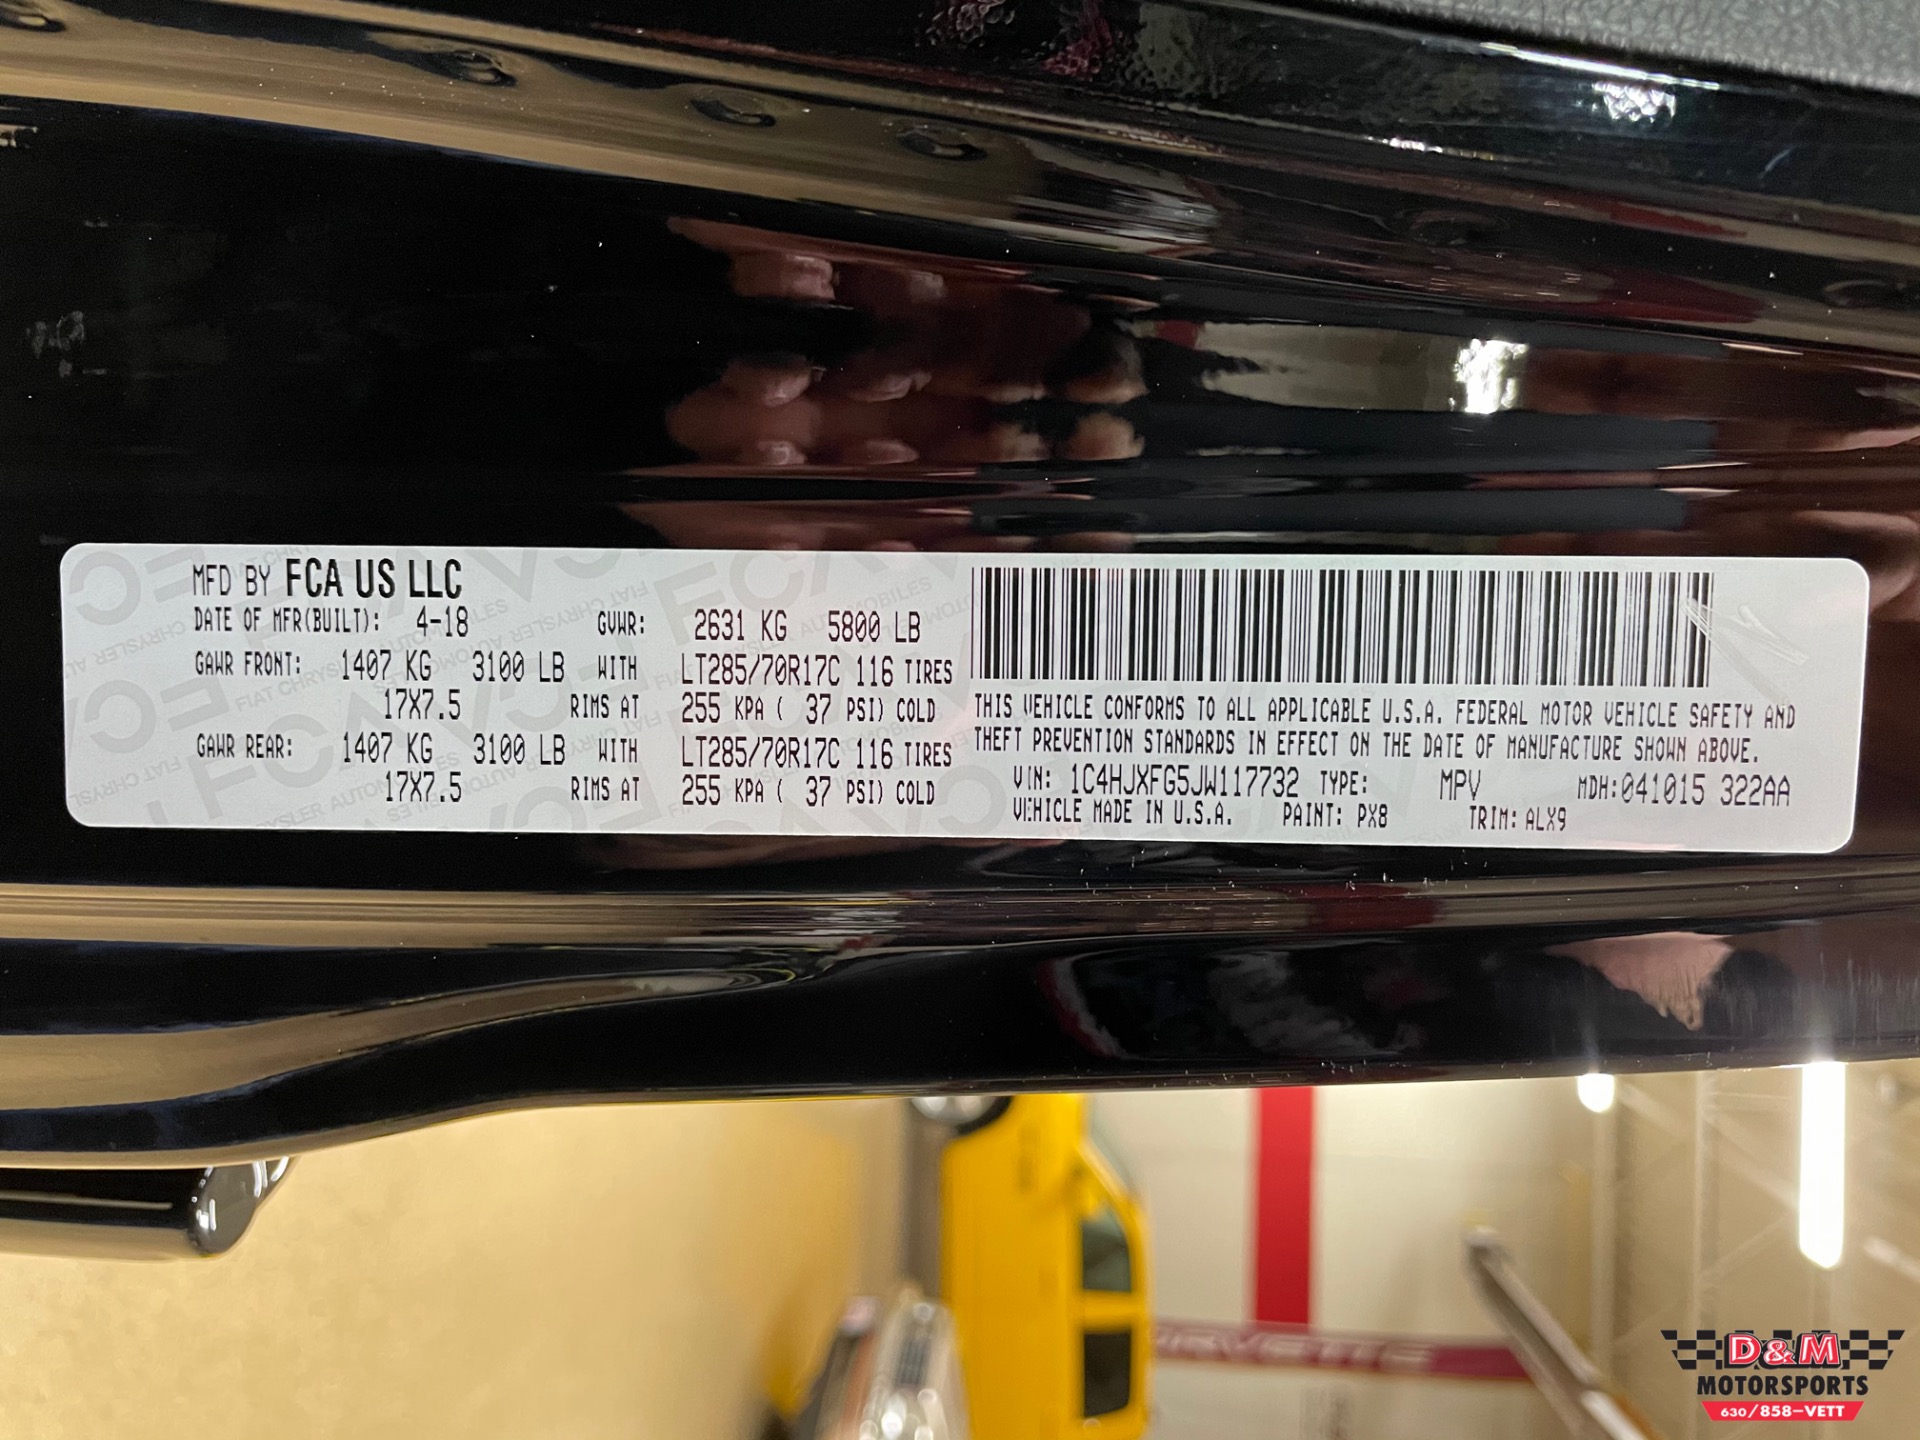 MFD BY FCA US LLC
DATE OF MFR(BUILT): 4-18 GVWR: 2631 KG 5800 LB
GAWR FRONT: 1407 KG 3100 LB WITH LT285/70R17C 116 TIRES
17X7.5 RIMS AT 255 KPA ( 37 PSI) COLD
GAWR REAR: 1407 KG 3100 LB WITH LT285/70R17C 116 TIRES
17X7.5 RIMS AT 255 KPA ( 37 PSI) COLD
THIS VEHICLE CONFORMS TO ALL APPLICABLE U.S.A. FEDERAL MOTOR VEHICLE SAFETY AND
THEFT PREVENTION STANDARDS IN EFFECT ON THE DATE OF MANUFACTURE SHOWN ABOVE.
VIN: 1C4HJXFG5JW117732 TYPE: MPV MDH:041015 322AA
VEHICLE MADE IN U.S.A. PAINT: PX8 TRIM: ALX9
D&M
MOTORSPORTS
630/858-VETT